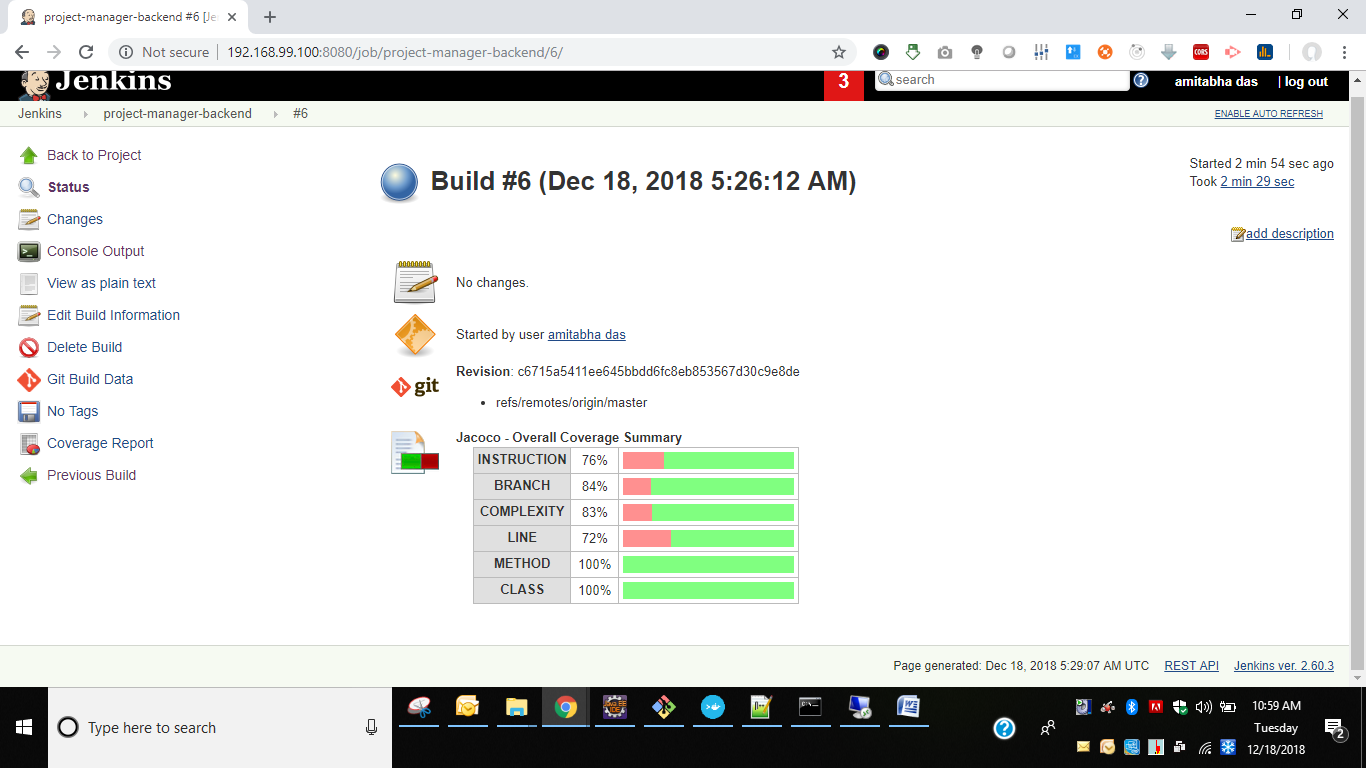 project-manager-backend #6 [Je
Not secure
192.168.99.100:8080/job/project-manager-backend/6/
CORS
Jenkins
3
search
amitabha das
| log out
Jenkins
project-manager-backend
#6
ENABLE AUTO REFRESH
Back to Project
Status
Changes
Console Output
View as plain text
Edit Build Information
Delete Build
Git Build Data
No Tags
Coverage Report
Previous Build
Build #6 (Dec 18, 2018 5:26:12 AM)
Started 2 min 54 sec ago
Took 2 min 29 sec
add description
No changes.
Started by user amitabha das
git
Revision: c6715a5411ee645bbdd6fc8eb853567d30c9e8de
refs/remotes/origin/master
Jacoco - Overall Coverage Summary
INSTRUCTION 76%
BRANCH 84%
COMPLEXITY 83%
LINE 72%
METHOD 100%
CLASS 100%
Page generated: Dec 18, 2018 5:29:07 AM UTC
REST API
Jenkins ver. 2.60.3
Type here to search
10:59 AM
Tuesday
12/18/2018
2